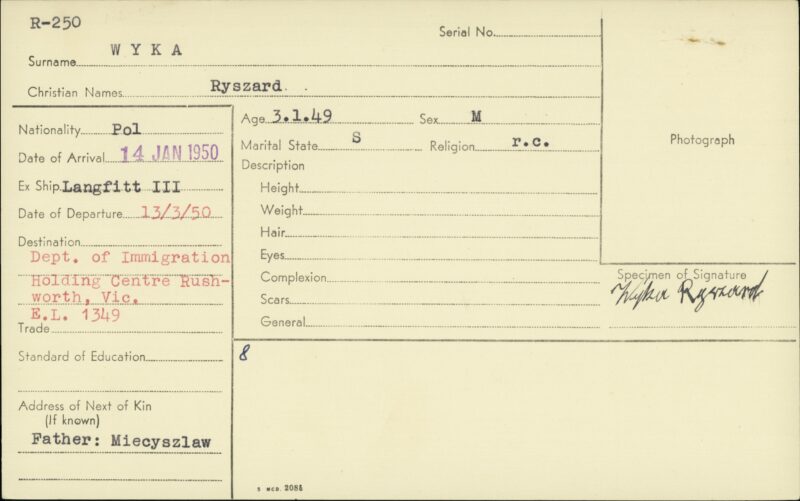 R-250
Serial No.
Surname WYKA
Christian Names Ryszard.
Nationality Pol
Date of Arrival 14 JAN 1950
Ex Ship Langfitt III
Date of Departure 13/3/50
Destination
Dept. of Immigration
Holding Centre Rush-
worth, Vic.
E.L. 1349
Trade
Standard of Education
Address of Next of Kin
(If known)
Father: Miecyszlaw
Age 3.1.49 Sex M
Marital State S Religion r.c.
Description
Height
Weight
Hair
Eyes
Complexion
Scars
General
Photograph
Specimen of Signature
Wyka Ryszard
8
S MCD. 2086